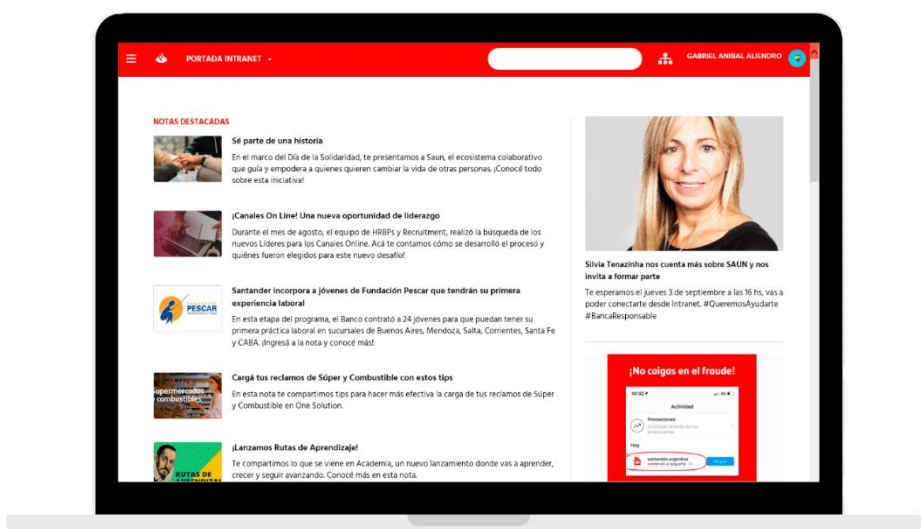 PORTADA INTRANET
GABRIEL ANIBAL ALIENDRO
NOTAS DESTACADAS
Sé parte de una historia
En el marco del Día de la Solidaridad, te presentamos a Saun, el ecosistema colaborativo
que guía y empodera a quienes quieren cambiar la vida de otras personas. ¡Conocé todo
sobre esta iniciativa!
¡Canales On Line! Una nueva oportunidad de liderazgo
Durante el mes de agosto, el equipo de HRBPs y Recruitment, realizó la búsqueda de los
nuevos Líderes para los Canales Online. Acá te contamos cómo se desarrolló el proceso y
quiénes fueron elegidos para este nuevo desafío!
PESCAR
Santander incorpora a jóvenes de Fundación Pescar que tendrán su primera
experiencia laboral
En esta etapa del programa, el Banco contrató a 24 jóvenes para que puedan tener su
primera práctica laboral en sucursales de Buenos Aires, Mendoza, Salta, Corrientes, Santa Fe
y CABA. ¡Ingresá a la nota y conocé más!
Supermercados
y combustibles
Cargá tus reclamos de Súper y Combustible con estos tips
En esta nota te compartimos tips para hacer más efectiva la carga de tus reclamos de Súper
y Combustible en One Solution.
RUTAS DE
APRENDIZAJ
¡Lanzamos Rutas de Aprendizaje!
Te compartimos lo que se viene en Academia, un nuevo lanzamiento donde vas a aprender,
crecer y seguir avanzando. Conocé más en esta nota.
Silvia Tenazinha nos cuenta más sobre SAUN y nos
invita a formar parte
Te esperamos el jueves 3 de septiembre a las 16 hs, vas a
poder conectarte desde Intranet. #QueremosAyudarte
#BancaResponsable
¡No caigas en el fraude!
14:02
4G
Actividad
Promociones
Hoy
santander.argentina
comenzó a seguirte.